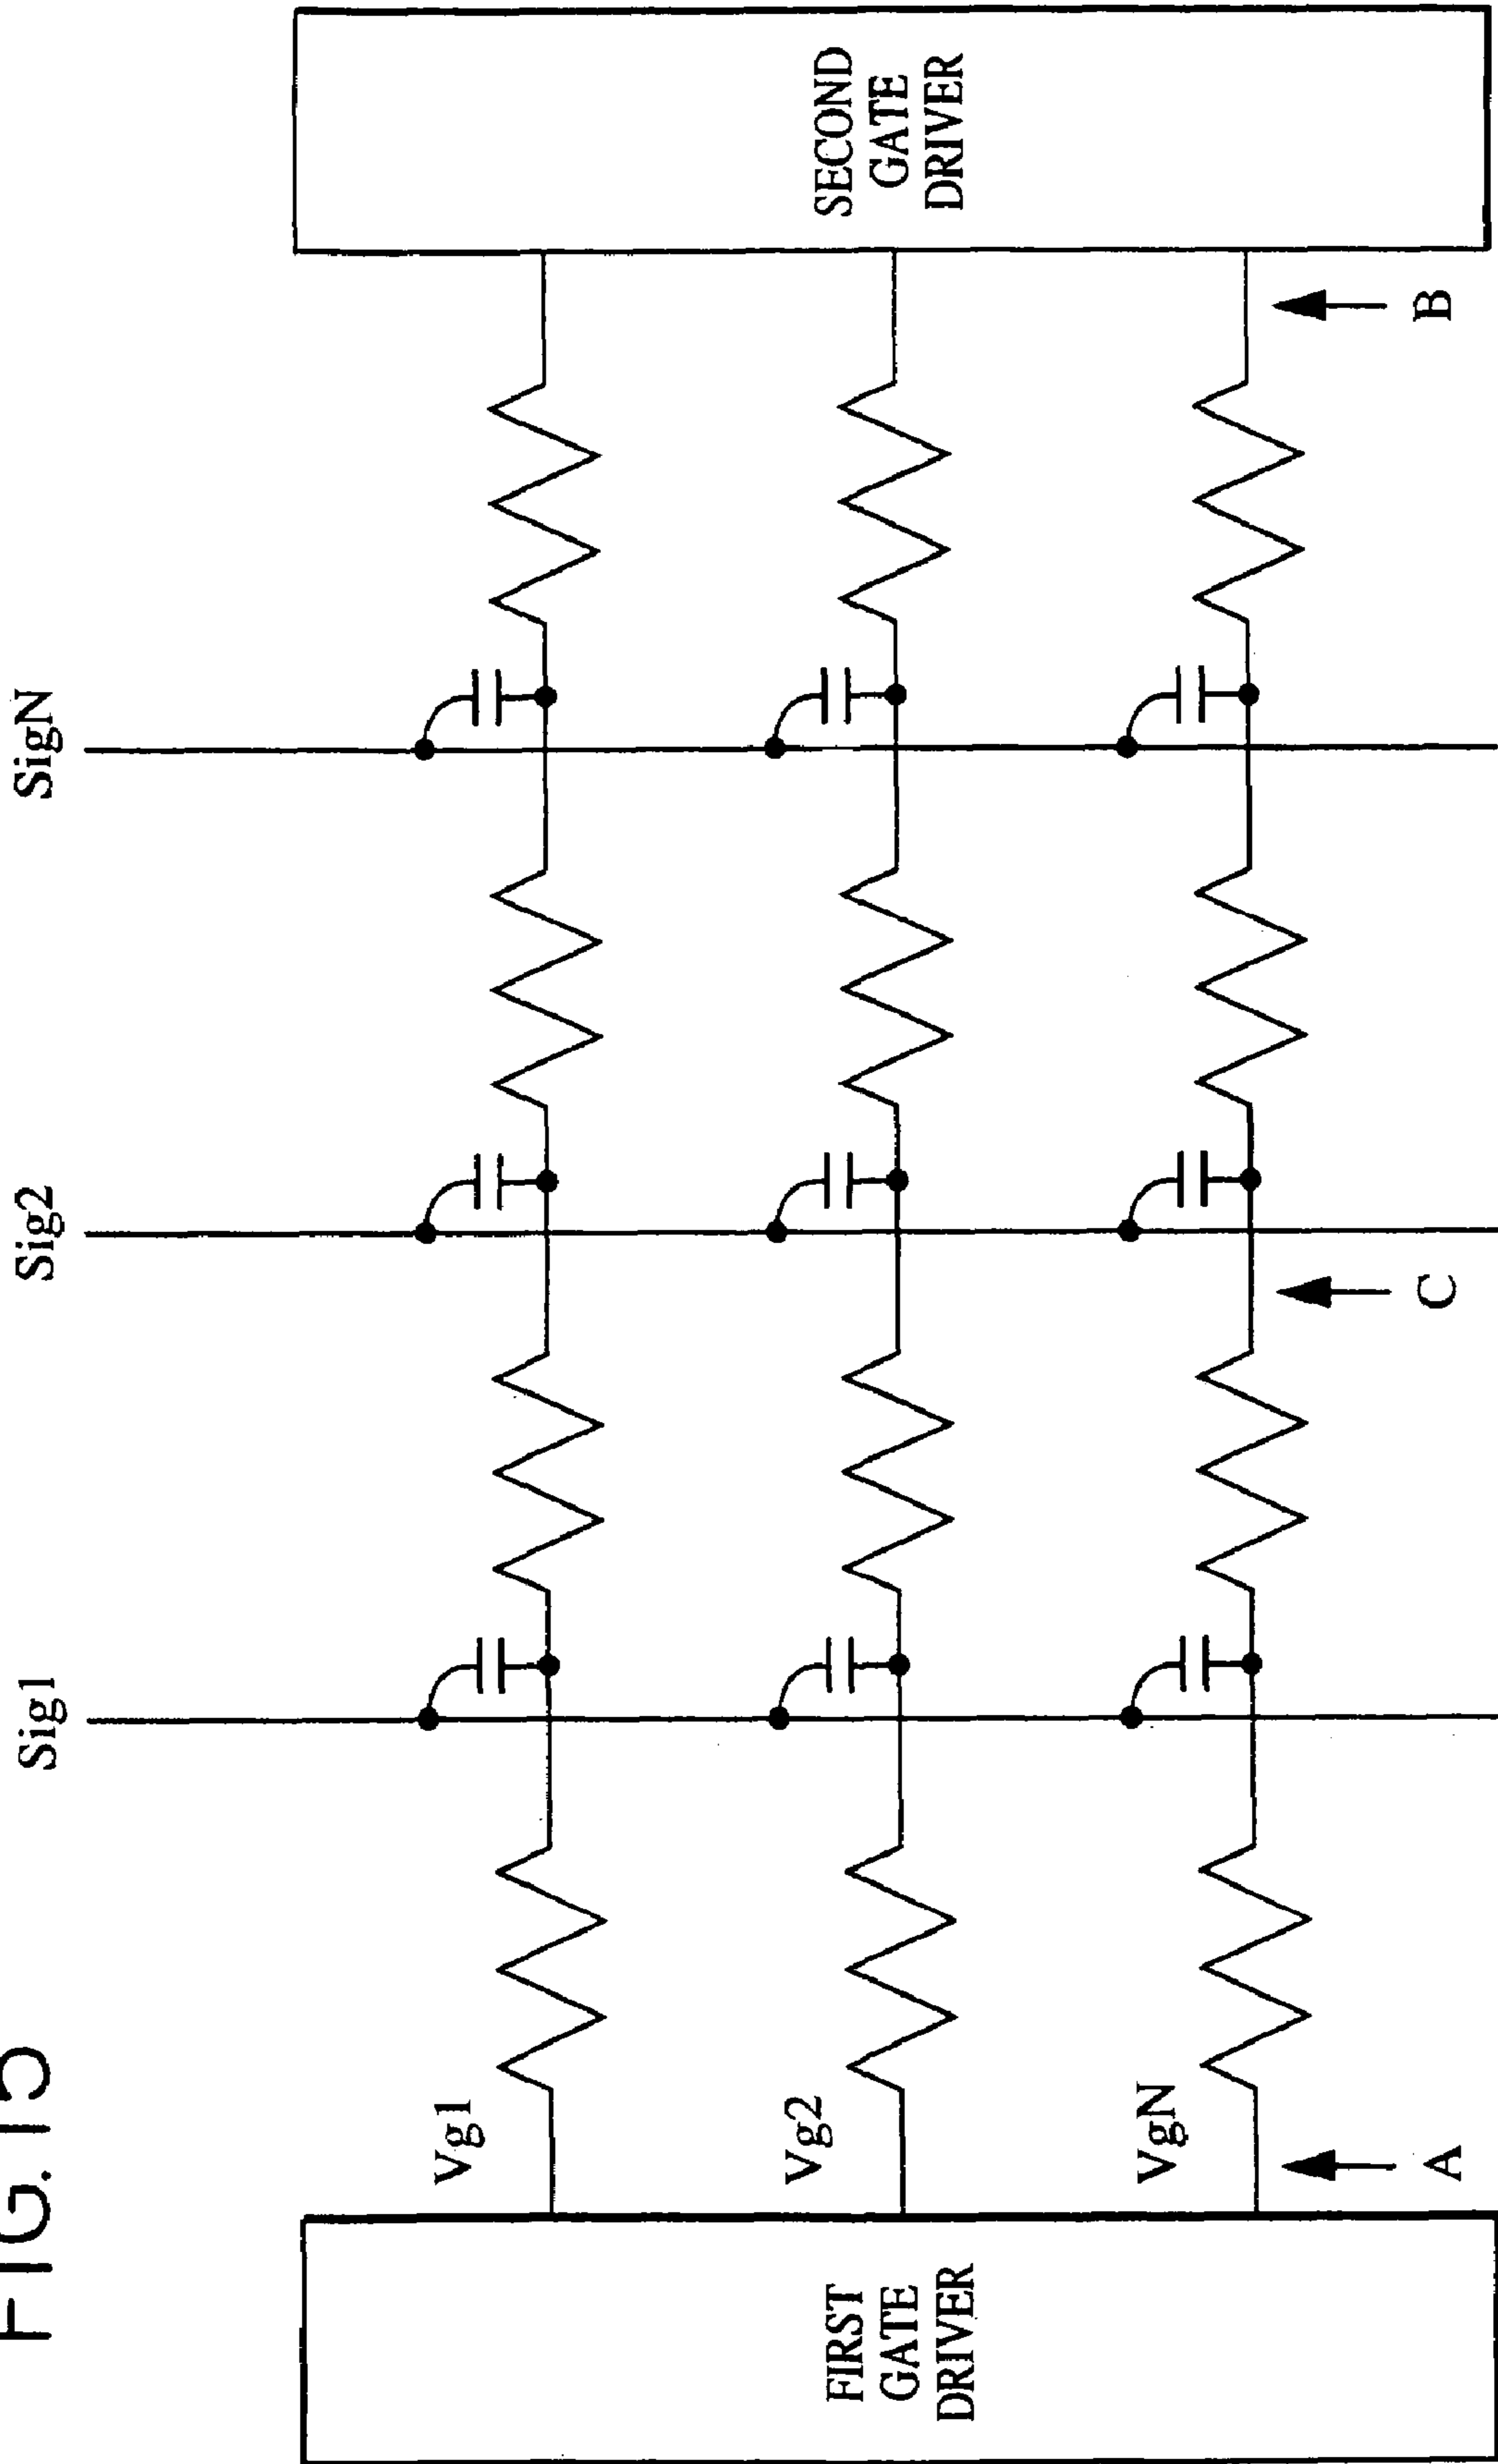 FIG. 15
Sig1
Sig2
SigN
Vg1
Vg2
VgN
FIRST
GATE
DRIVER
SECOND
GATE
DRIVER
A
C
B